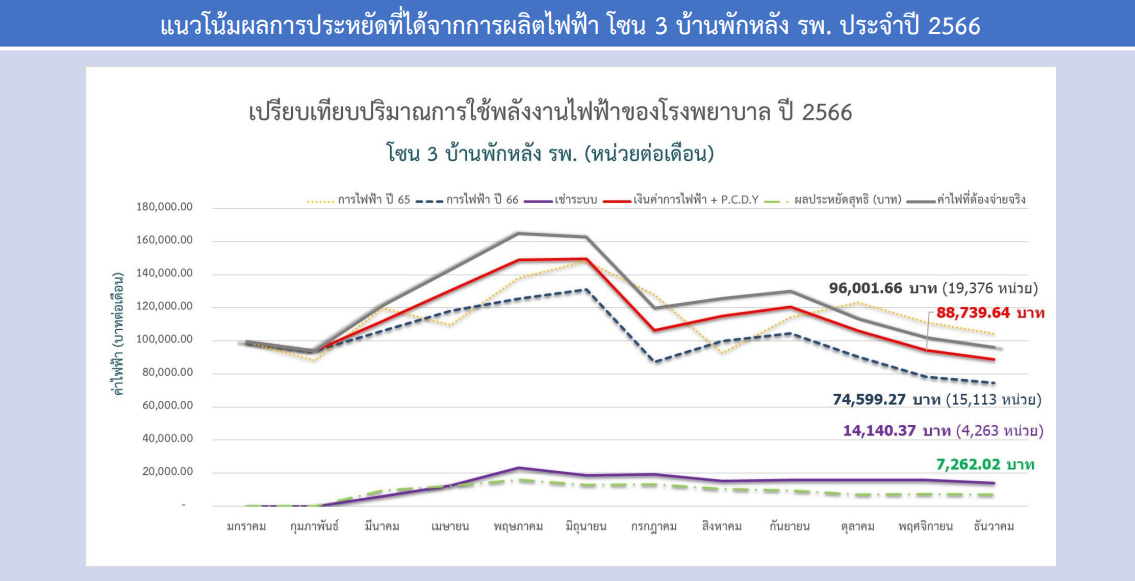 แนวโน้มผลการประหยัดที่ได้จากการผลิตไฟฟ้า โซน 3 บ้านพักหลัง รพ. ประจำปี 2566
เปรียบเทียบปริมาณการใช้พลังงานไฟฟ้าของโรงพยาบาล ปี 2566
โซน 3 บ้านพักหลัง รพ. (หน่วยต่อเดือน)
การไฟฟ้า ปี 65 การไฟฟ้า ปี 66 เช่าระบบ เงินค่าการไฟฟ้า + P.C.D.Y ผลประหยัดสุทธิ (บาท) ค่าไฟที่ต้องจ่ายจริง
ค่าไฟฟ้า (บาทต่อเดือน)
180,000.00
160,000.00
140,000.00
120,000.00
100,000.00
80,000.00
60,000.00
40,000.00
20,000.00
-
96,001.66 บาท (19,376 หน่วย)
88,739.64 บาท
74,599.27 บาท (15,113 หน่วย)
14,140.37 บาท (4,263 หน่วย)
7,262.02 บาท
มกราคม กุมภาพันธ์ มีนาคม เมษายน พฤษภาคม มิถุนายน กรกฎาคม สิงหาคม กันยายน ตุลาคม พฤศจิกายน ธันวาคม